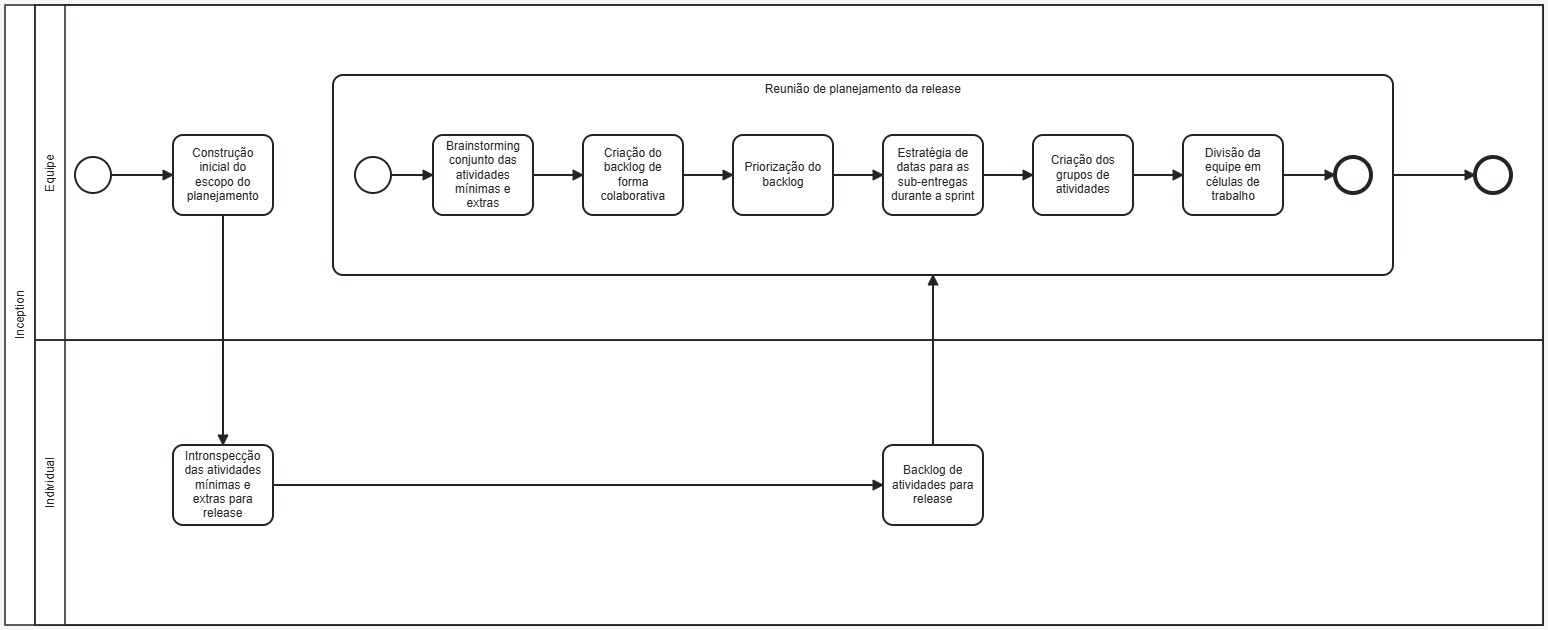 Inception
Equipe
Individual
Construção
inicial do
escopo do
planejamento
Reunião de planejamento da release
Brainstorming
conjunto das
atividades
mínimas e
extras
Criação do
backlog de
forma
colaborativa
Priorização do
backlog
Estratégia de
datas para as
sub-entregas
durante a sprint
Criação dos
grupos de
atividades
Divisão da
equipe em
células de
trabalho
Intronspecção
das atividades
mínimas e
extras para
release
Backlog de
atividades para
release